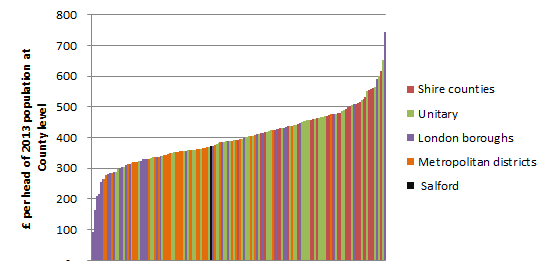 800
700
600
500
400
300
200
100
£ per head of 2013 population at
County level
Shire counties
Unitary
London boroughs
Metropolitan districts
Salford